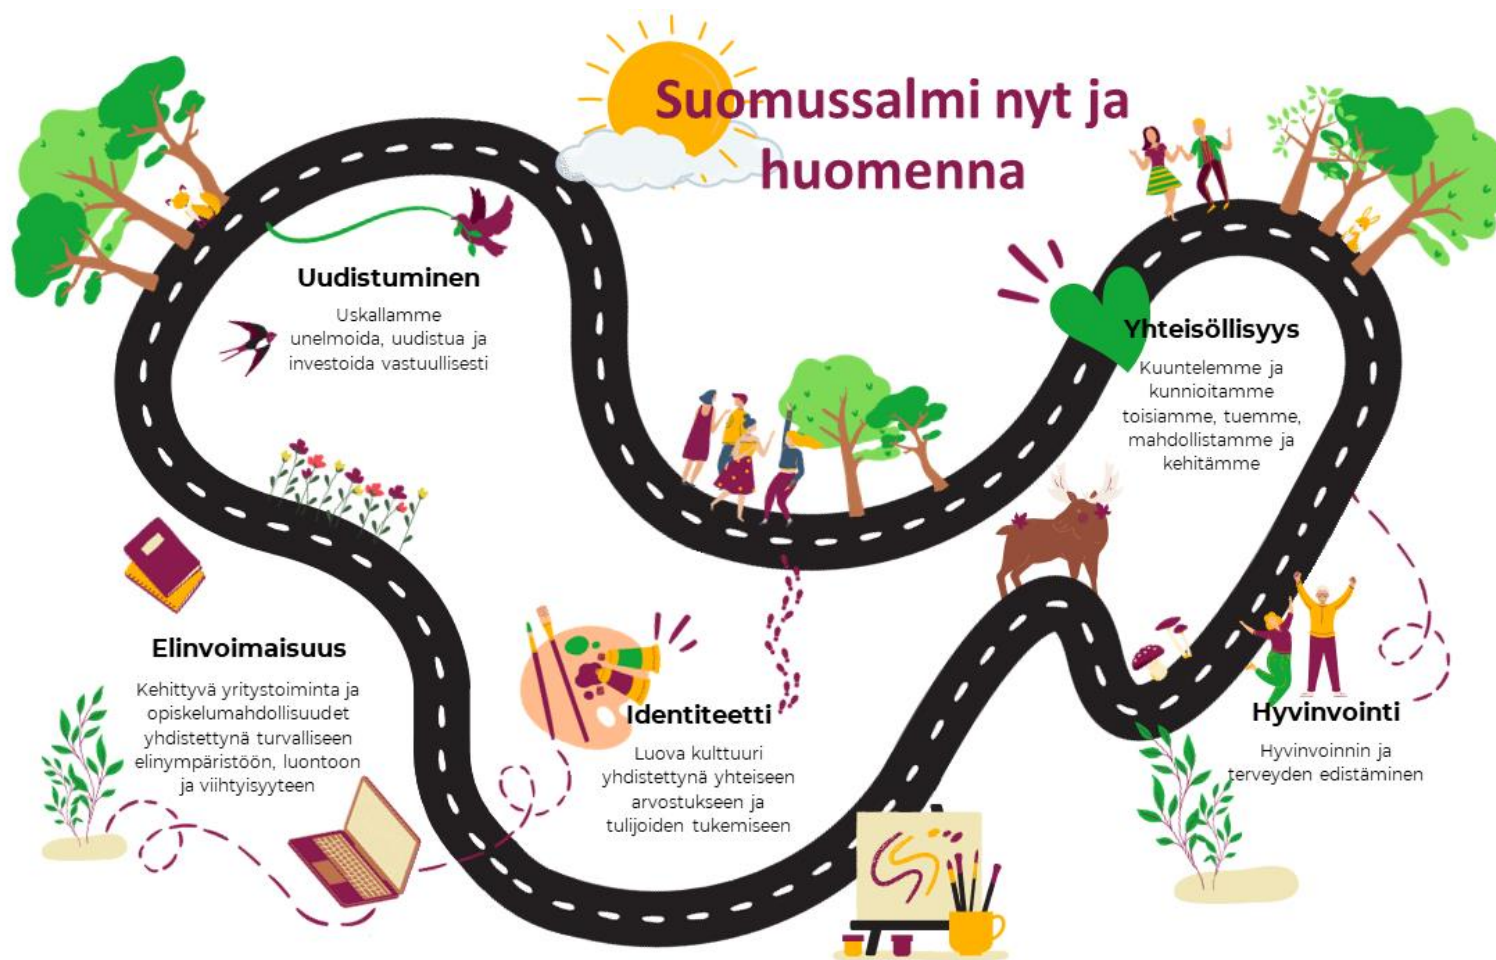 Suomussalmi nyt ja
huomenna
Uudistuminen
Uskallamme
unelmoida, uudistua ja
investoida vastuullisesti
Yhteisöllisyys
Kuuntelemme ja
kunnioitamme
toisiamme, tuemme,
mahdollistamme ja
kehitämme
Elinvoimaisuus
Kehittyvä yritystoiminta ja
opiskelumahdollisuudet
yhdistettynä turvalliseen
elinympäristöön, luontoon
ja viihtyisyyteen
Identiteetti
Luova kulttuuri
yhdistettynä yhteiseen
arvostukseen ja
tulijoiden tukemiseen
Hyvinvointi
Hyvinvoinnin ja
terveyden edistäminen